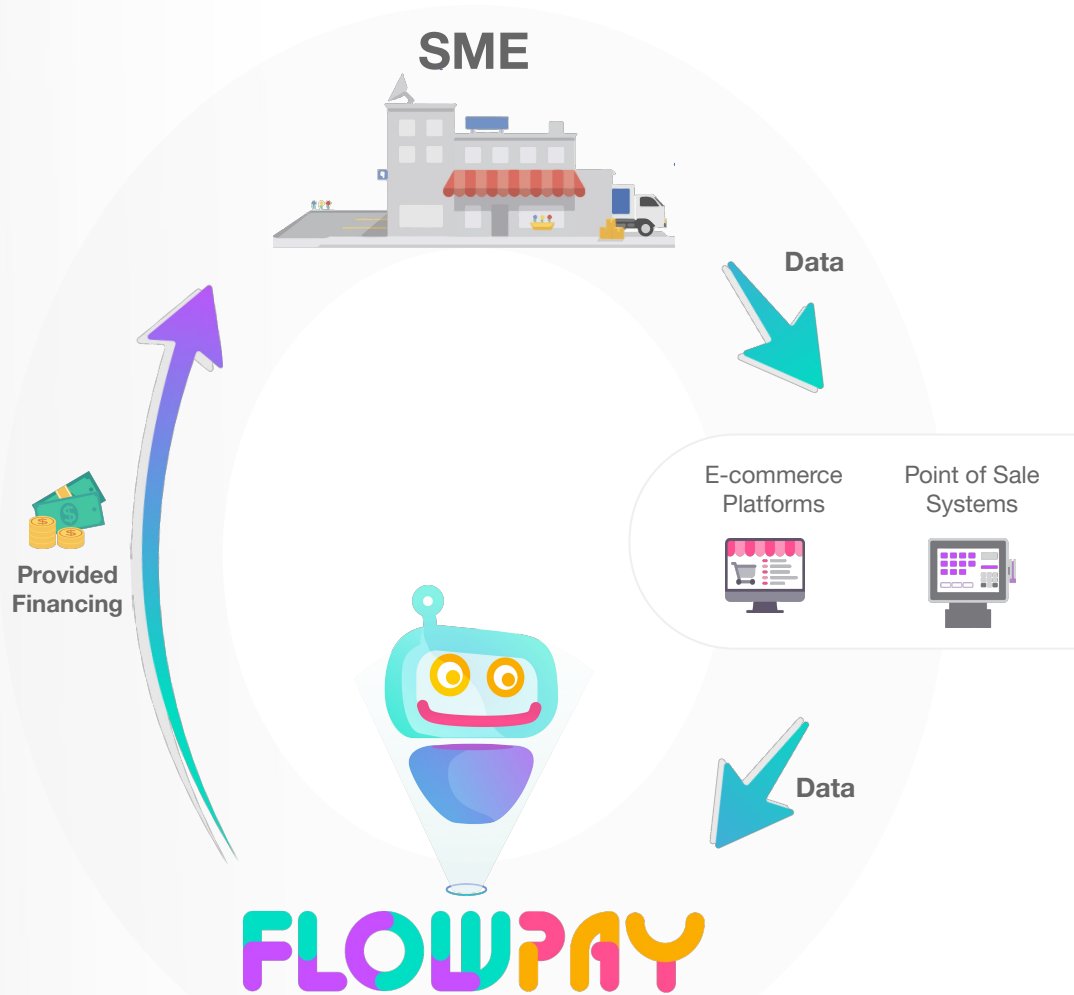 SME
Data
E-commerce
Platforms
Point of Sale
Systems
Provided
Financing
Data
FLOWPAY